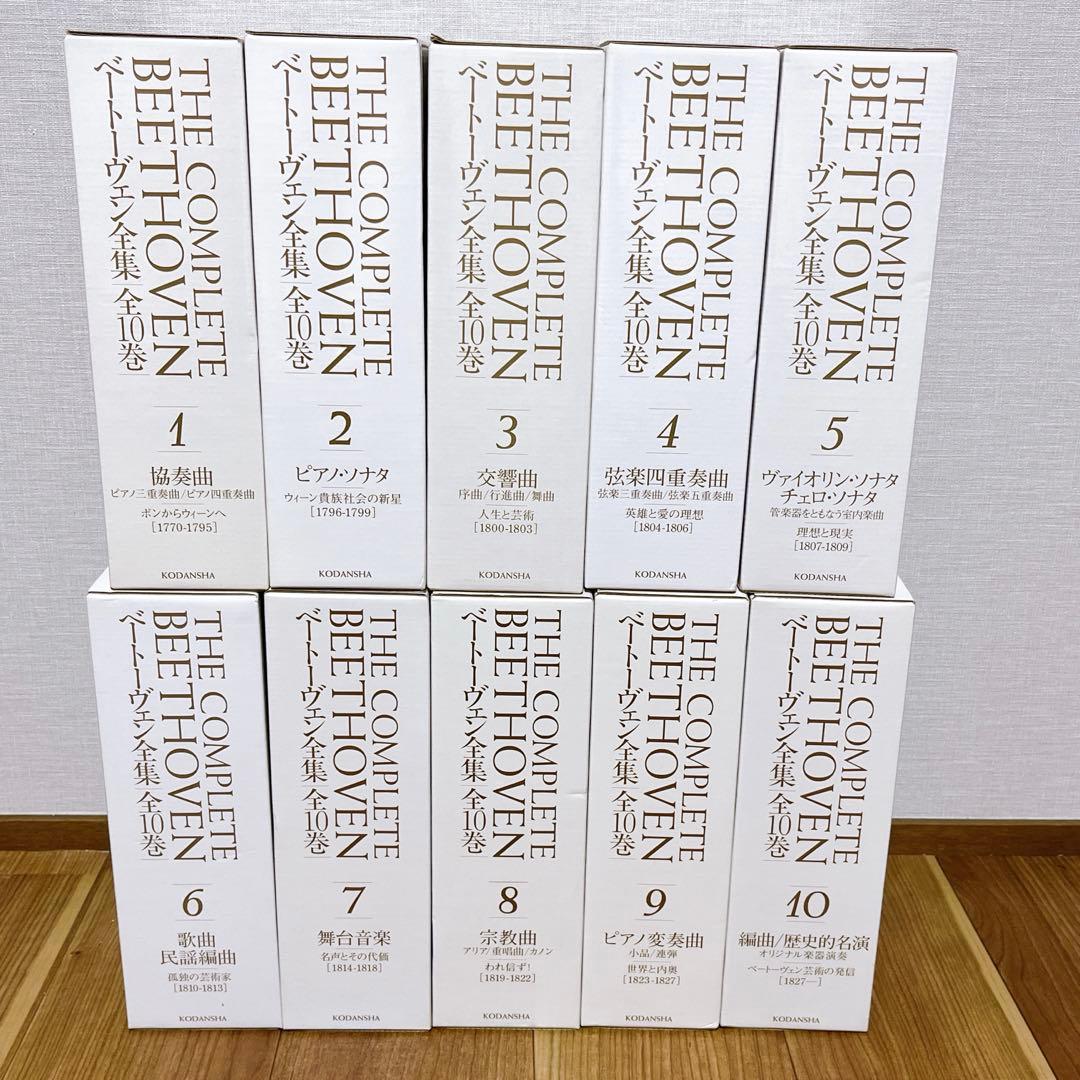 THE COMPLETE
BEETHOVEN
ベートーヴェン全集 全10巻
1
協奏曲
ピアノ三重奏曲/ピアノ四重奏曲
ボンからウィーンへ
[1770-1795]
KODANSHA
THE COMPLETE
BEETHOVEN
ベートーヴェン全集 全10巻
2
ピアノ・ソナタ
ウィーン貴族社会の新星
[1796-1799]
KODANSHA
THE COMPLETE
BEETHOVEN
ベートーヴェン全集 全10巻
3
交響曲
序曲/行進曲/舞曲
人生と芸術
[1800-1803]
KODANSHA
THE COMPLETE
BEETHOVEN
ベートーヴェン全集 全10巻
4
弦楽四重奏曲
弦楽三重奏曲/弦楽五重奏曲
英雄と愛の理想
[1804-1806]
KODANSHA
THE COMPLETE
BEETHOVEN
ベートーヴェン全集 全10巻
5
ヴァイオリン・ソナタ
チェロ・ソナタ
管楽器をともなう室内楽曲
理想と現実
[1807-1809]
KODANSHA
THE COMPLETE
BEETHOVEN
ベートーヴェン全集 全10巻
6
歌曲
民謡編曲
孤独の芸術家
[1810-1813]
KODANSHA
THE COMPLETE
BEETHOVEN
ベートーヴェン全集 全10巻
7
舞台音楽
名声とその代価
[1814-1818]
KODANSHA
THE COMPLETE
BEETHOVEN
ベートーヴェン全集 全10巻
8
宗教曲
アリア/重唱曲/カノン
われ信ず!
[1819-1822]
KODANSHA
THE COMPLETE
BEETHOVEN
ベートーヴェン全集 全10巻
9
ピアノ変奏曲
小品/連弾
世界と内奥
[1823-1827]
KODANSHA
THE COMPLETE
BEETHOVEN
ベートーヴェン全集 全10巻
10
編曲/歴史的名演
オリジナル楽器演奏
ベートーヴェン芸術の発信
[1827—]
KODANSHA